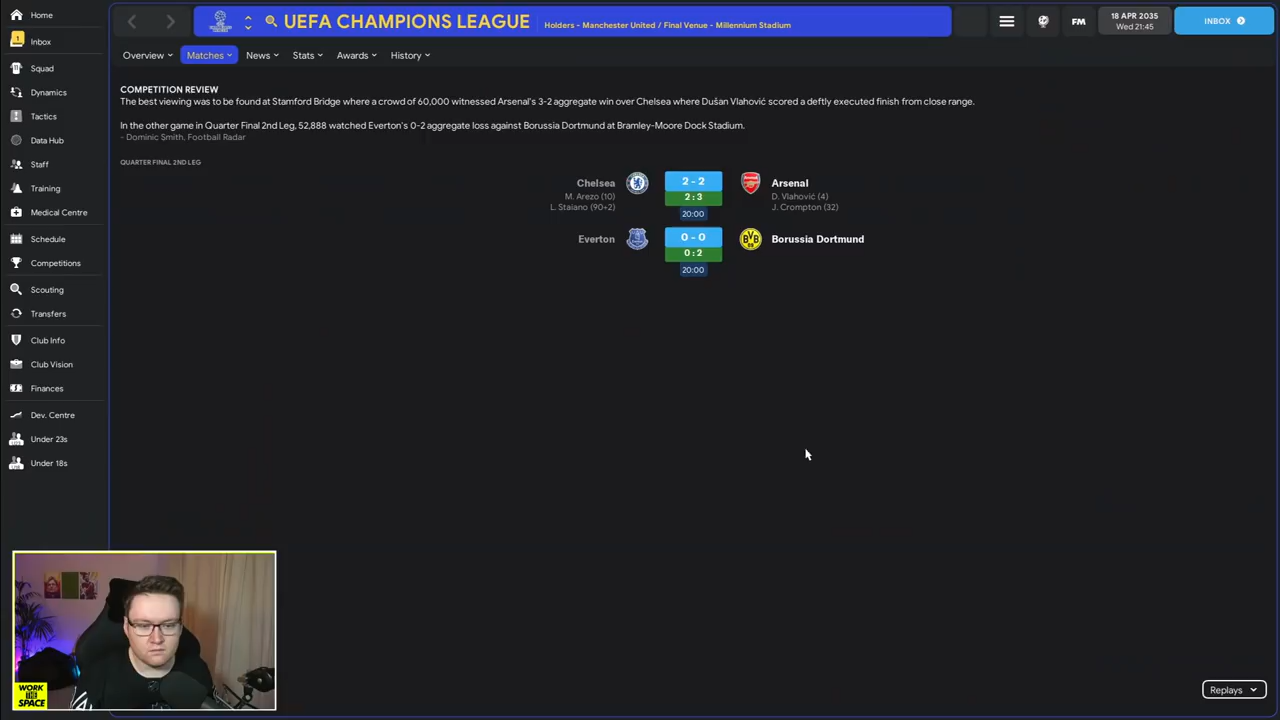 Home
UEFA CHAMPIONS LEAGUE
Holders - Manchester United / Final Venue - Millennium Stadium
FM
18 APR 2035
Wed 21:45
INBOX
1
Inbox
Overview
Matches
News
Stats
Awards
History
Squad
Dynamics
Tactics
Data Hub
Staff
Training
Medical Centre
Schedule
Competitions
Scouting
Transfers
Club Info
Club Vision
Finances
Dev. Centre
Under 23s
Under 18s
COMPETITION REVIEW
The best viewing was to be found at Stamford Bridge where a crowd of 60,000 witnessed Arsenal's 3-2 aggregate win over Chelsea where Dušan Vlahović scored a deftly executed finish from close range.
In the other game in Quarter Final 2nd Leg, 52,888 watched Everton's 0-2 aggregate loss against Borussia Dortmund at Bramley-Moore Dock Stadium.
- Dominic Smith, Football Radar
QUARTER FINAL 2ND LEG
Chelsea 2 - 2 Arsenal
M. Arezo (10) 2 : 3 D. Vlahović (4)
L. Staiano (90+2) J. Crompton (32)
20:00
Everton 0 - 0 BVB 09 Borussia Dortmund
0 : 2
20:00
WORK
THE
SPACE
Replays